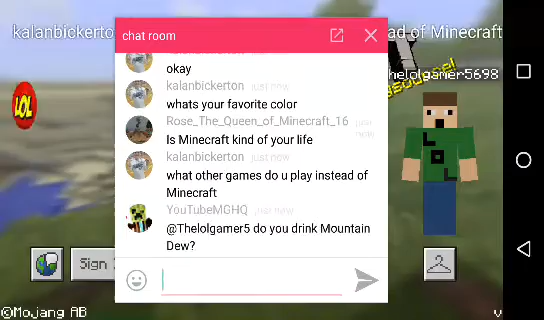 kalanbickerto
chat room
ad of Minecraft
okay
kalanbickerton just now
whats your favorite color
Rose_The_Queen_of_Minecraft_16 just now
Is Minecraft kind of your life
kalanbickerton just now
what other games do u play instead of
Minecraft
YouTubeMGHQ just now
@Thelolgamer5 do you drink Mountain
Dew?
LOL
helolgamer5698
Sign
©Mojang AB
v